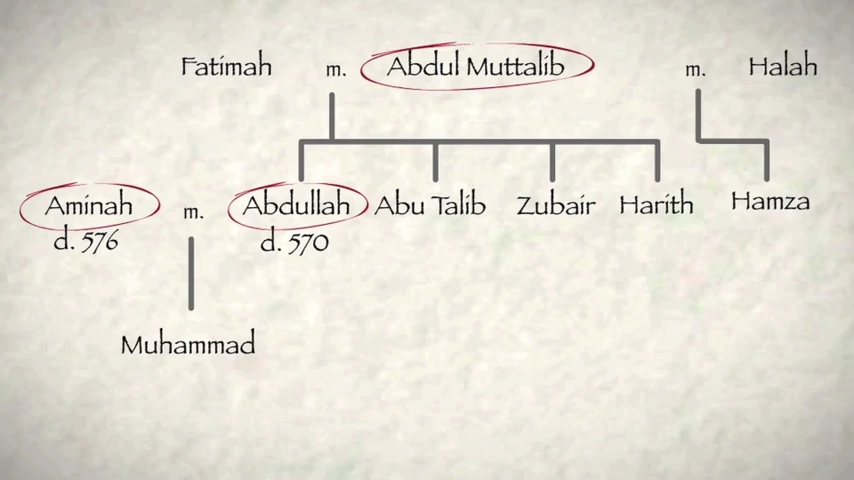 Fatimah m. Abdul Muttalib m. Halah
Aminah m. Abdullah Abu Talib Zubair Harith Hamza
d. 576 d. 570
Muhammad